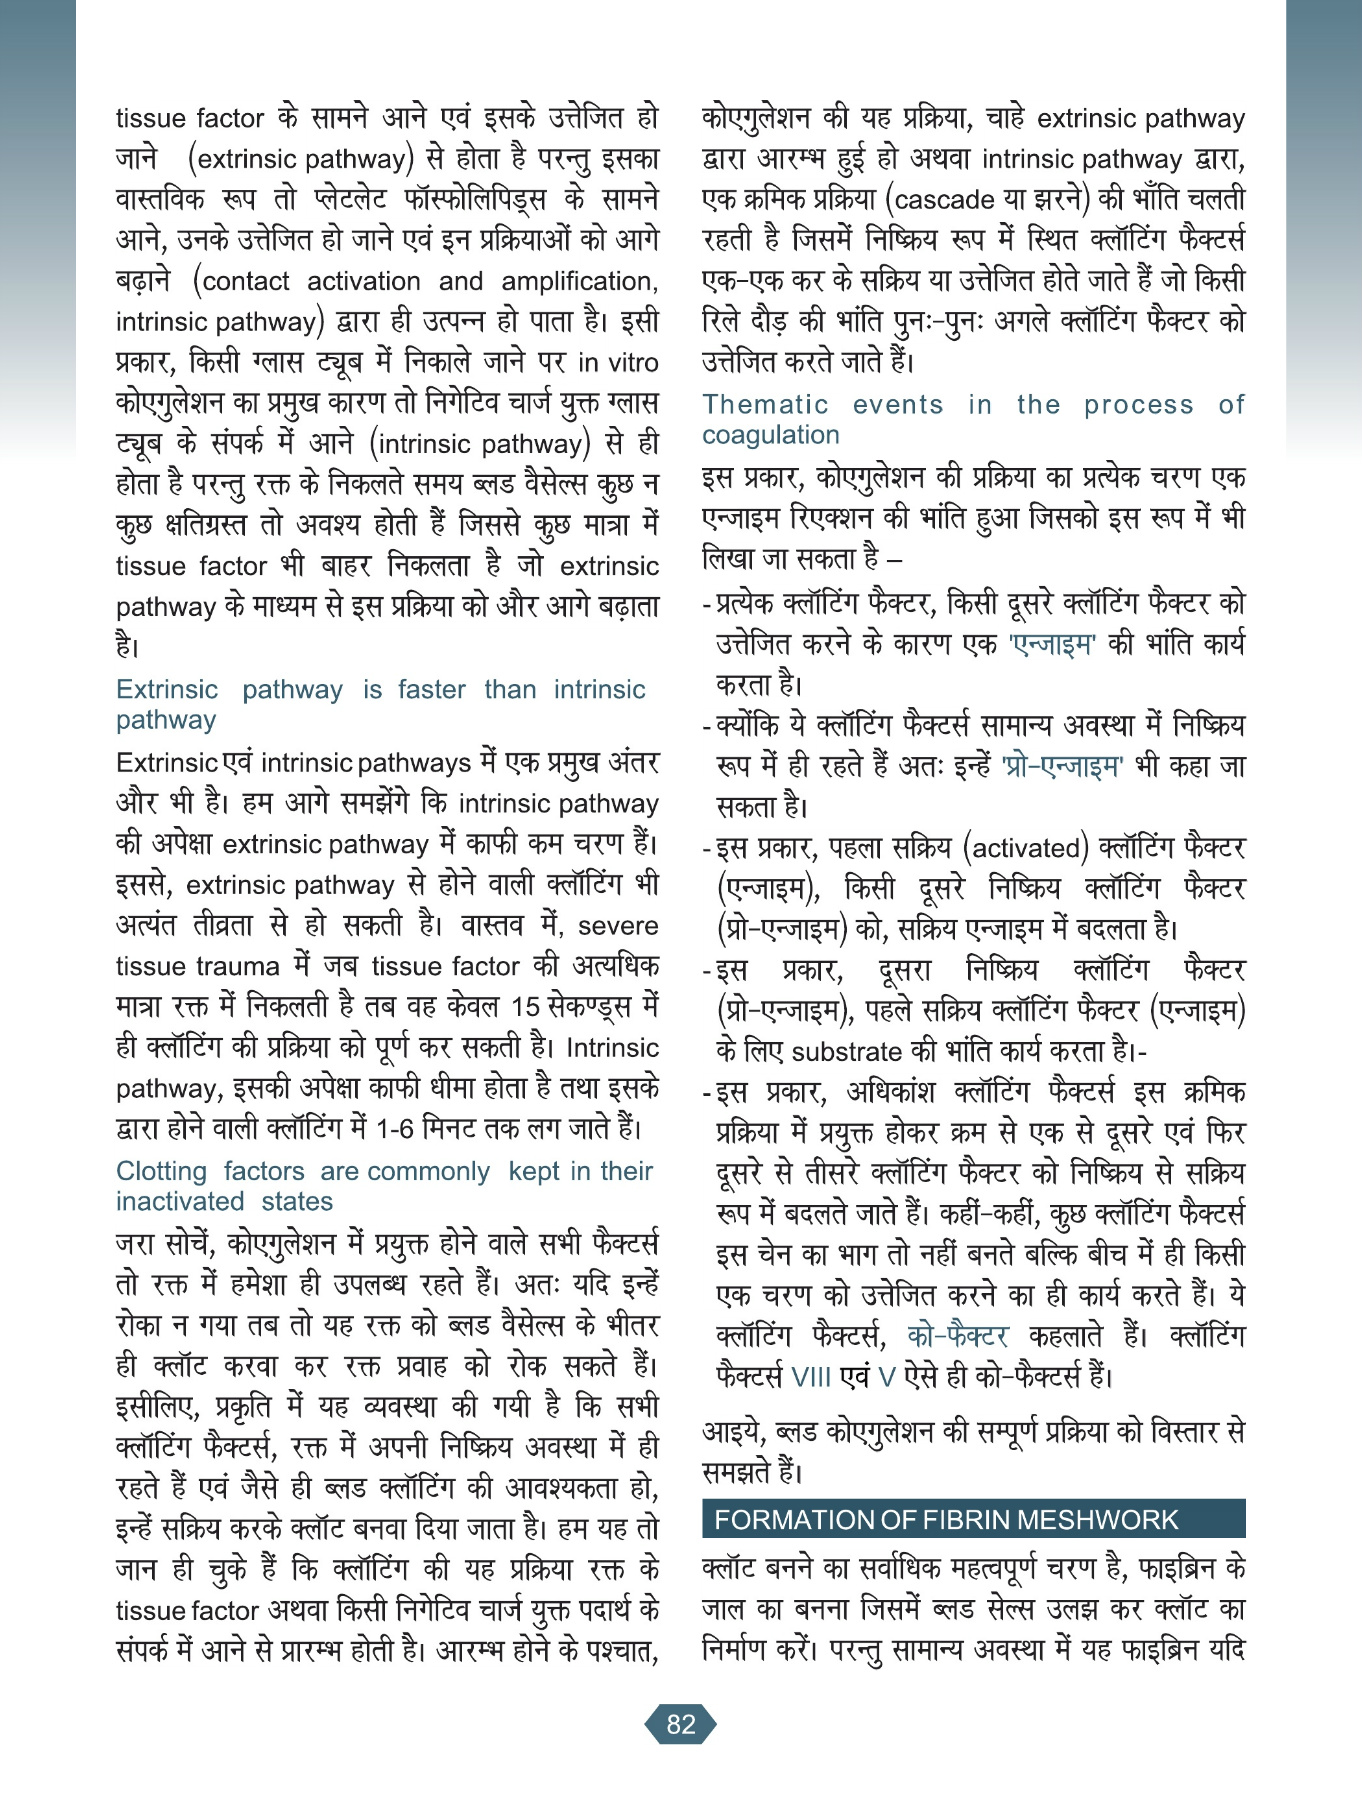 tissue factor के सामने आने एवं इसके उत्तेजित हो
जाने (extrinsic pathway) से होता है परन्तु इसका
वास्तविक रूप तो प्लेटलेट फॉस्फोलिपिड्स के सामने
आने, उनके उत्तेजित हो जाने एवं इन प्रक्रियाओं को आगे
बढ़ाने (contact activation and amplification,
intrinsic pathway) द्वारा ही उत्पन्न हो पाता है। इसी
प्रकार, किसी ग्लास ट्यूब में निकाले जाने पर in vitro
कोएगुलेशन का प्रमुख कारण तो निगेटिव चार्ज युक्त ग्लास
ट्यूब के संपर्क में आने (intrinsic pathway) से ही
होता है परन्तु रक्त के निकलते समय ब्लड वैसेल्स कुछ न
कुछ क्षतिग्रस्त तो अवश्य होती हैं जिससे कुछ मात्रा में
tissue factor भी बाहर निकलता है जो extrinsic
pathway के माध्यम से इस प्रक्रिया को और आगे बढ़ाता
है।
Extrinsic pathway is faster than intrinsic
pathway
Extrinsic एवं intrinsic pathways में एक प्रमुख अंतर
और भी है। हम आगे समझेंगे कि intrinsic pathway
की अपेक्षा extrinsic pathway में काफी कम चरण हैं।
इससे, extrinsic pathway से होने वाली क्लॉटिंग भी
अत्यंत तीव्रता से हो सकती है। वास्तव में, severe
tissue trauma में जब tissue factor की अत्यधिक
मात्रा रक्त में निकलती है तब वह केवल 15 सेकण्ड्स में
ही क्लॉटिंग की प्रक्रिया को पूर्ण कर सकती है। Intrinsic
pathway, इसकी अपेक्षा काफी धीमा होता है तथा इसके
द्वारा होने वाली क्लॉटिंग में 1-6 मिनट तक लग जाते हैं।
Clotting factors are commonly kept in their
inactivated states
जरा सोचें, कोएगुलेशन में प्रयुक्त होने वाले सभी फैक्टर्स
तो रक्त में हमेशा ही उपलब्ध रहते हैं। अतः यदि इन्हें
रोका न गया तब तो यह रक्त को ब्लड वैसेल्स के भीतर
ही क्लॉट करवा कर रक्त प्रवाह को रोक सकते हैं।
इसीलिए, प्रकृति में यह व्यवस्था की गयी है कि सभी
क्लॉटिंग फैक्टर्स, रक्त में अपनी निष्क्रिय अवस्था में ही
रहते हैं एवं जैसे ही ब्लड क्लॉटिंग की आवश्यकता हो,
इन्हें सक्रिय करके क्लॉट बनवा दिया जाता है। हम यह तो
जान ही चुके हैं कि क्लॉटिंग की यह प्रक्रिया रक्त के
tissue factor अथवा किसी निगेटिव चार्ज युक्त पदार्थ के
संपर्क में आने से प्रारम्भ होती है। आरम्भ होने के पश्चात,
कोएगुलेशन की यह प्रक्रिया, चाहे extrinsic pathway
द्वारा आरम्भ हुई हो अथवा intrinsic pathway द्वारा,
एक क्रमिक प्रक्रिया (cascade या झरने) की भाँति चलती
रहती है जिसमें निष्क्रिय रूप में स्थित क्लॉटिंग फैक्टर्स
एक-एक कर के सक्रिय या उत्तेजित होते जाते हैं जो किसी
रिले दौड़ की भांति पुनः-पुनः अगले क्लॉटिंग फैक्टर को
उत्तेजित करते जाते हैं।
Thematic events in the process of
coagulation
इस प्रकार, कोएगुलेशन की प्रक्रिया का प्रत्येक चरण एक
एन्जाइम रिएक्शन की भांति हुआ जिसको इस रूप में भी
लिखा जा सकता है –
- प्रत्येक क्लॉटिंग फैक्टर, किसी दूसरे क्लॉटिंग फैक्टर को
उत्तेजित करने के कारण एक 'एन्जाइम' की भांति कार्य
करता है।
- क्योंकि ये क्लॉटिंग फैक्टर्स सामान्य अवस्था में निष्क्रिय
रूप में ही रहते हैं अतः इन्हें 'प्रो-एन्जाइम' भी कहा जा
सकता है।
- इस प्रकार, पहला सक्रिय (activated) क्लॉटिंग फैक्टर
(एन्जाइम), किसी दूसरे निष्क्रिय क्लॉटिंग फैक्टर
(प्रो-एन्जाइम) को, सक्रिय एन्जाइम में बदलता है।
- इस प्रकार, दूसरा निष्क्रिय क्लॉटिंग फैक्टर
(प्रो-एन्जाइम), पहले सक्रिय क्लॉटिंग फैक्टर (एन्जाइम)
के लिए substrate की भांति कार्य करता है।-
- इस प्रकार, अधिकांश क्लॉटिंग फैक्टर्स इस क्रमिक
प्रक्रिया में प्रयुक्त होकर क्रम से एक से दूसरे एवं फिर
दूसरे से तीसरे क्लॉटिंग फैक्टर को निष्क्रिय से सक्रिय
रूप में बदलते जाते हैं। कहीं-कहीं, कुछ क्लॉटिंग फैक्टर्स
इस चेन का भाग तो नहीं बनते बल्कि बीच में ही किसी
एक चरण को उत्तेजित करने का ही कार्य करते हैं। ये
क्लॉटिंग फैक्टर्स, को-फैक्टर कहलाते हैं। क्लॉटिंग
फैक्टर्स VIII एवं V ऐसे ही को-फैक्टर्स हैं।
आइये, ब्लड कोएगुलेशन की सम्पूर्ण प्रक्रिया को विस्तार से
समझते हैं।
FORMATION OF FIBRIN MESHWORK
क्लॉट बनने का सर्वाधिक महत्वपूर्ण चरण है, फाइब्रिन के
जाल का बनना जिसमें ब्लड सेल्स उलझ कर क्लॉट का
निर्माण करें। परन्तु सामान्य अवस्था में यह फाइब्रिन यदि
82